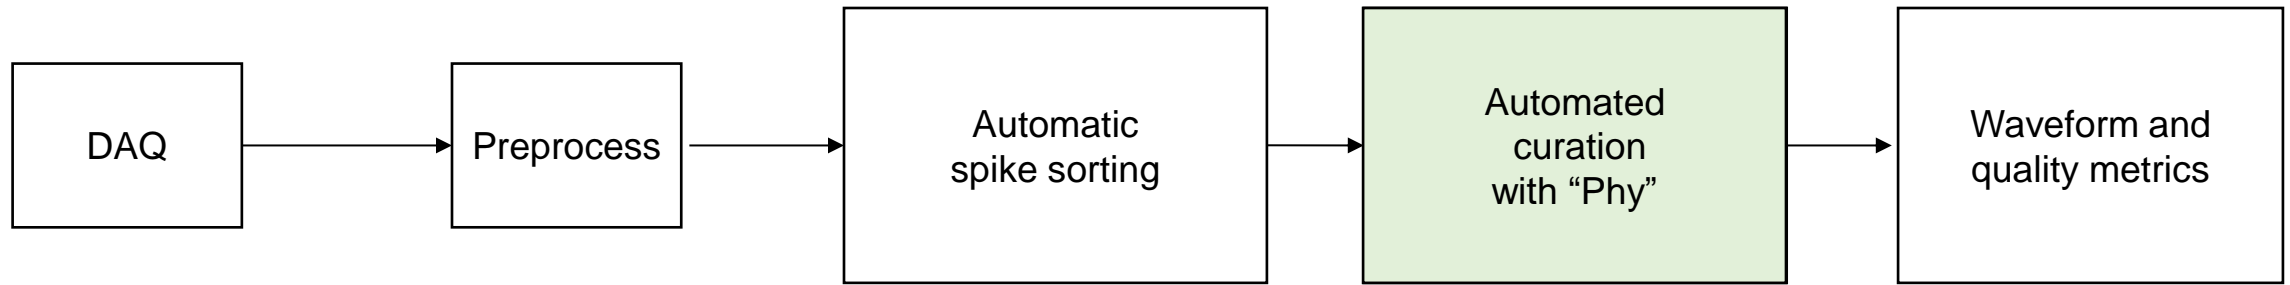 DAQ
Preprocess
Automatic
spike sorting
Automated
curation
with “Phy”
Waveform and
quality metrics